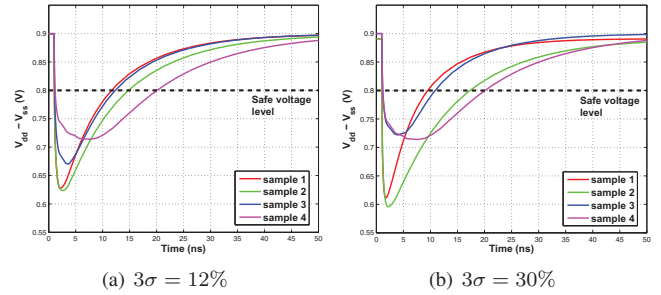 0.9
0.85
0.8
0.75
0.7
0.65
0.6
0.55
V_dd − V_ss (V)
Safe voltage
level
sample 1
sample 2
sample 3
sample 4
0 5 10 15 20 25 30 35 40 45 50
Time (ns)
(a) 3σ = 12%
0.9
0.85
0.8
0.75
0.7
0.65
0.6
0.55
V_dd − V_ss (V)
Safe voltage
level
sample 1
sample 2
sample 3
sample 4
0 5 10 15 20 25 30 35 40 45 50
Time (ns)
(b) 3σ = 30%